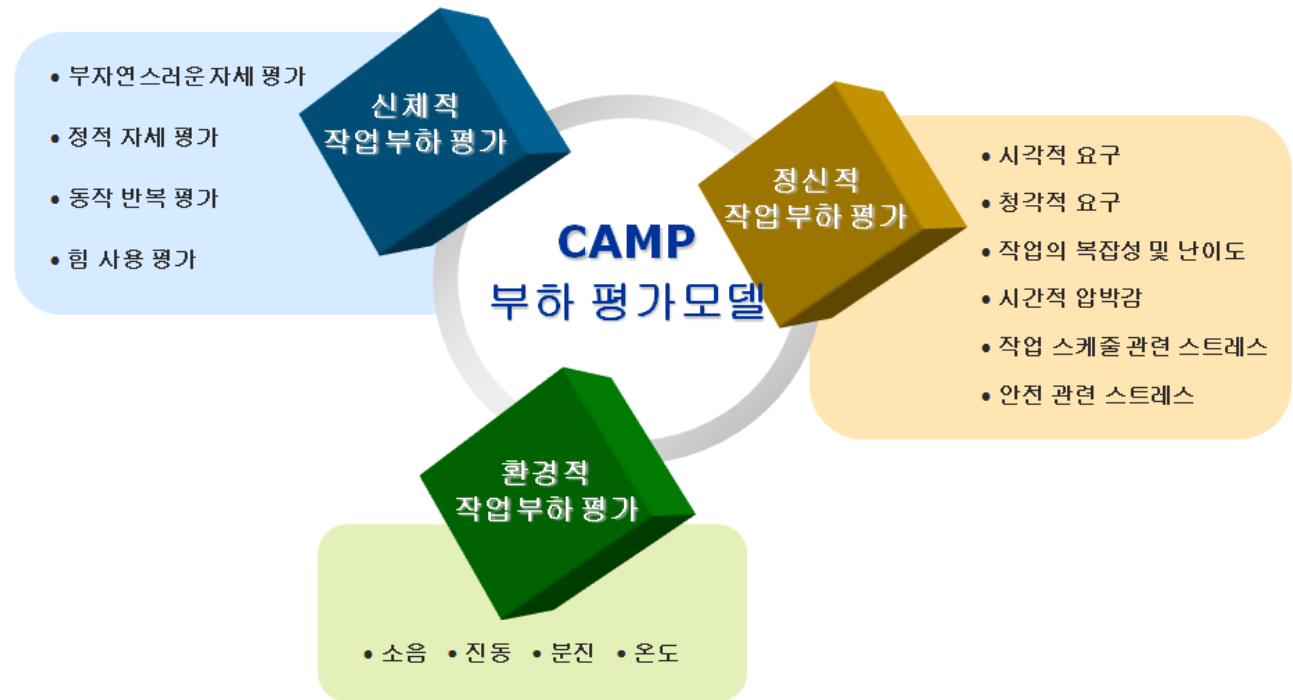 신체적
작업부하 평가
• 부자연스러운 자세 평가
• 정적 자세 평가
• 동작 반복 평가
• 힘 사용 평가
CAMP
부하 평가모델
정신적
작업부하 평가
• 시각적 요구
• 청각적 요구
• 작업의 복잡성 및 난이도
• 시간적 압박감
• 작업 스케줄 관련 스트레스
• 안전 관련 스트레스
환경적
작업부하 평가
• 소음 • 진동 • 분진 • 온도